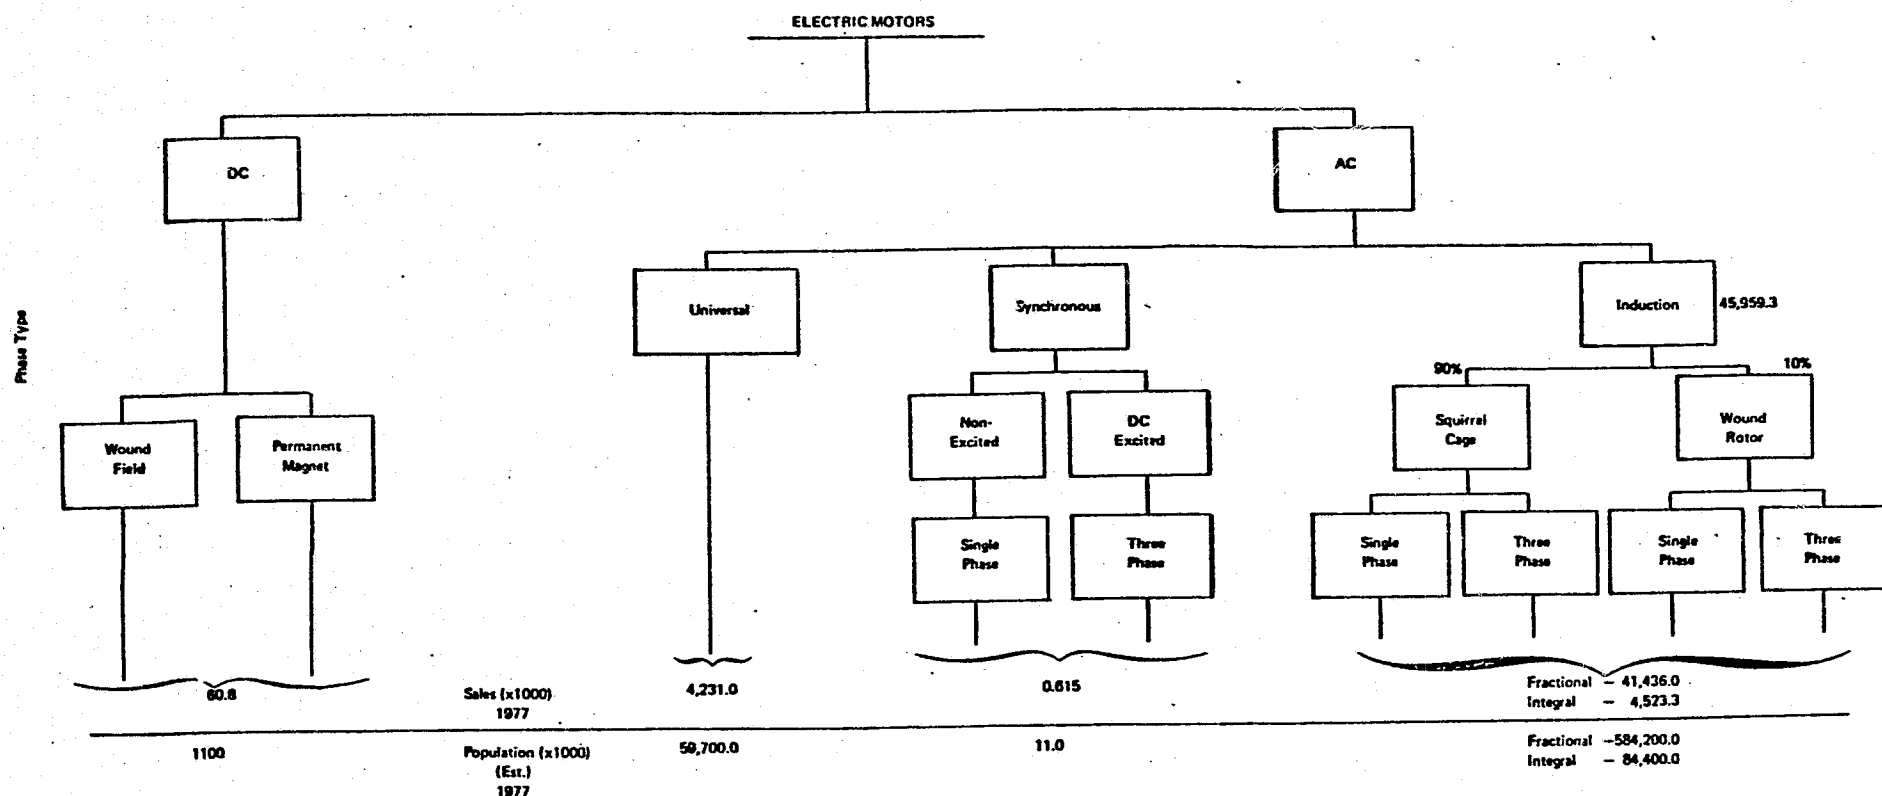 ELECTRIC MOTORS
DC
AC
Phase Type
Universal
Synchronous
Induction
45,959.3
90%
10%
Wound
Field
Permanent
Magnet
Non-
Excited
DC
Excited
Squirrel
Cage
Wound
Rotor
Single
Phase
Three
Phase
Single
Phase
Three
Phase
Single
Phase
Three
Phase
60.8
Sales (x1000)
1977
4,231.0
0.615
Fractional – 41,436.0
Integral – 4,523.3
1100
Population (x1000)
(Est.)
1977
59,700.0
11.0
Fractional –584,200.0
Integral – 84,400.0